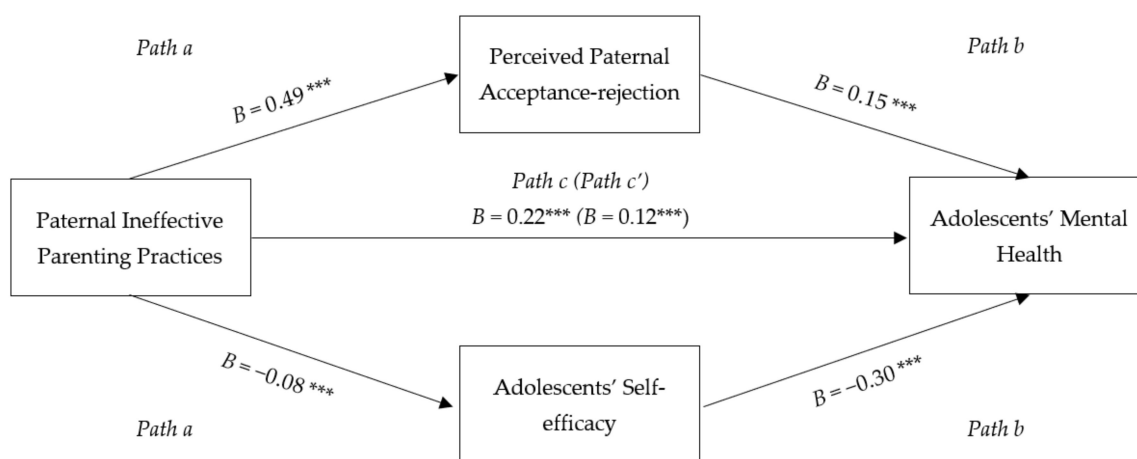 Path a
Perceived Paternal
Acceptance-rejection
Path b
B = 0.49 ***
B = 0.15 ***
Paternal Ineffective
Parenting Practices
Path c (Path c’)
B = 0.22*** (B = 0.12***)
Adolescents’ Mental
Health
B = −0.08 ***
Adolescents’ Self-
efficacy
B = −0.30 ***
Path a
Path b